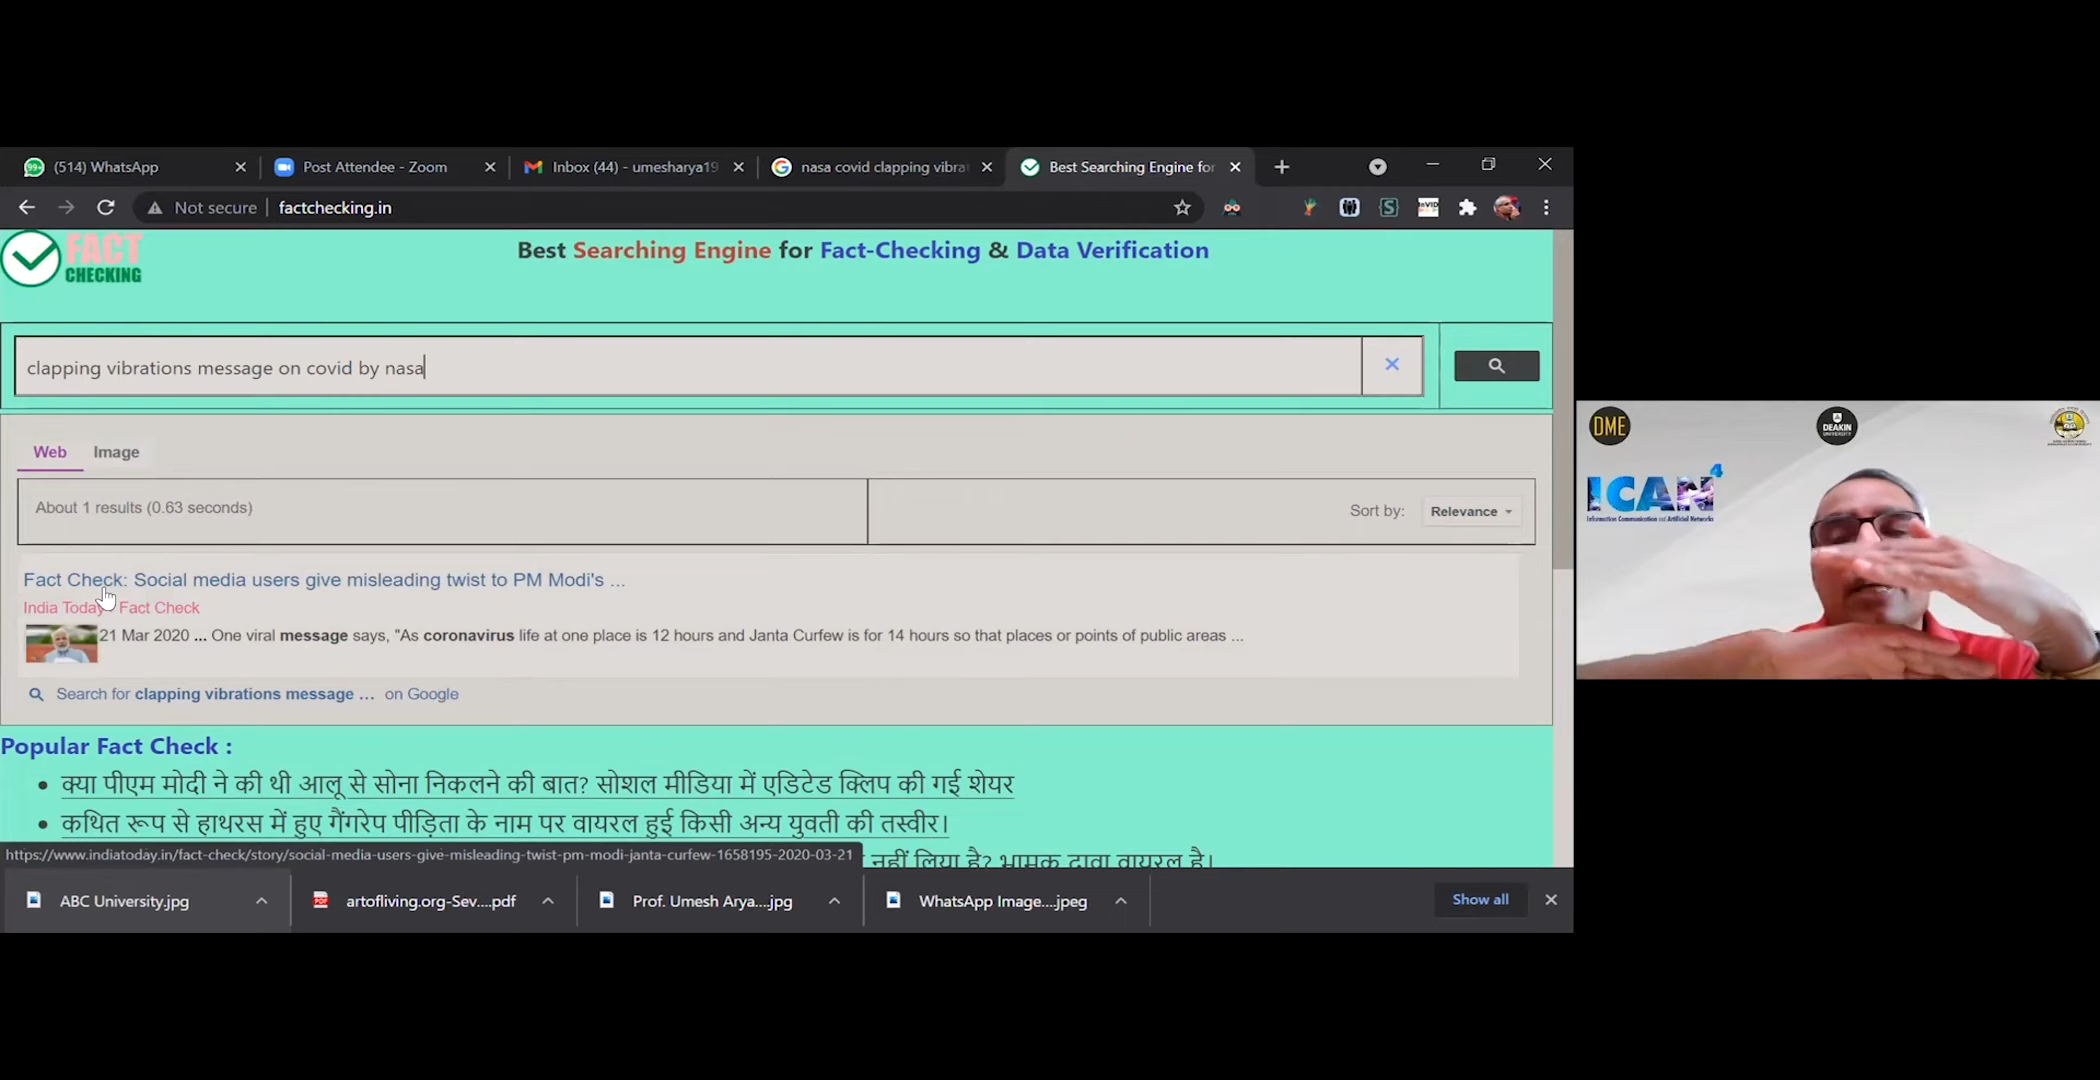 (514) WhatsApp
Post Attendee - Zoom
Inbox (44) - umesharya19
nasa covid clapping vibra
Best Searching Engine for
Not secure
factchecking.in
FACT
CHECKING
Best Searching Engine for Fact-Checking & Data Verification
clapping vibrations message on covid by nasa
Web Image
About 1 results (0.63 seconds)
Sort by: Relevance
Fact Check: Social media users give misleading twist to PM Modi's ...
India Today Fact Check
21 Mar 2020 ... One viral message says, "As coronavirus life at one place is 12 hours and Janta Curfew is for 14 hours so that places or points of public areas ...
Search for clapping vibrations message ... on Google
Popular Fact Check :
क्या पीएम मोदी ने की थी आलू से सोना निकलने की बात? सोशल मीडिया में एडिटेड क्लिप की गई शेयर
कथित रूप से हाथरस में हुए गैंगरेप पीड़िता के नाम पर वायरल हुई किसी अन्य युवती की तस्वीर।
नहीं लिया है? भ्रामक दावा वायरल है।
https://www.indiatoday.in/fact-check/story/social-media-users-give-misleading-twist-pm-modi-janta-curfew-1658195-2020-03-21
ABC University.jpg
artofliving.org-Sev....pdf
Prof. Umesh Arya....jpg
WhatsApp Image....jpeg
Show all
DME
DEAKIN
UNIVERSITY
ICAN4
Information Communication and Artificial Networks